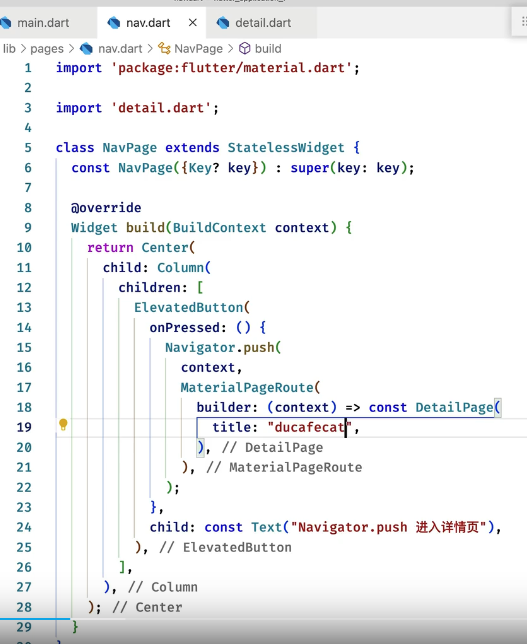 main.dart nav.dart detail.dart
lib > pages > nav.dart > NavPage > build
1 import 'package:flutter/material.dart';
2
3 import 'detail.dart';
4
5 class NavPage extends StatelessWidget {
6 const NavPage({Key? key}) : super(key: key);
7
8 @override
9 Widget build(BuildContext context) {
10 return Center(
11 child: Column(
12 children: [
13 ElevatedButton(
14 onPressed: () {
15 Navigator.push(
16 context,
17 MaterialPageRoute(
18 builder: (context) => const DetailPage(
19 title: "ducafecat",
20 ), // DetailPage
21 ), // MaterialPageRoute
22 );
23 },
24 child: const Text("Navigator.push 进入详情页"),
25 ), // ElevatedButton
26 ],
27 ), // Column
28 ); // Center
29 }